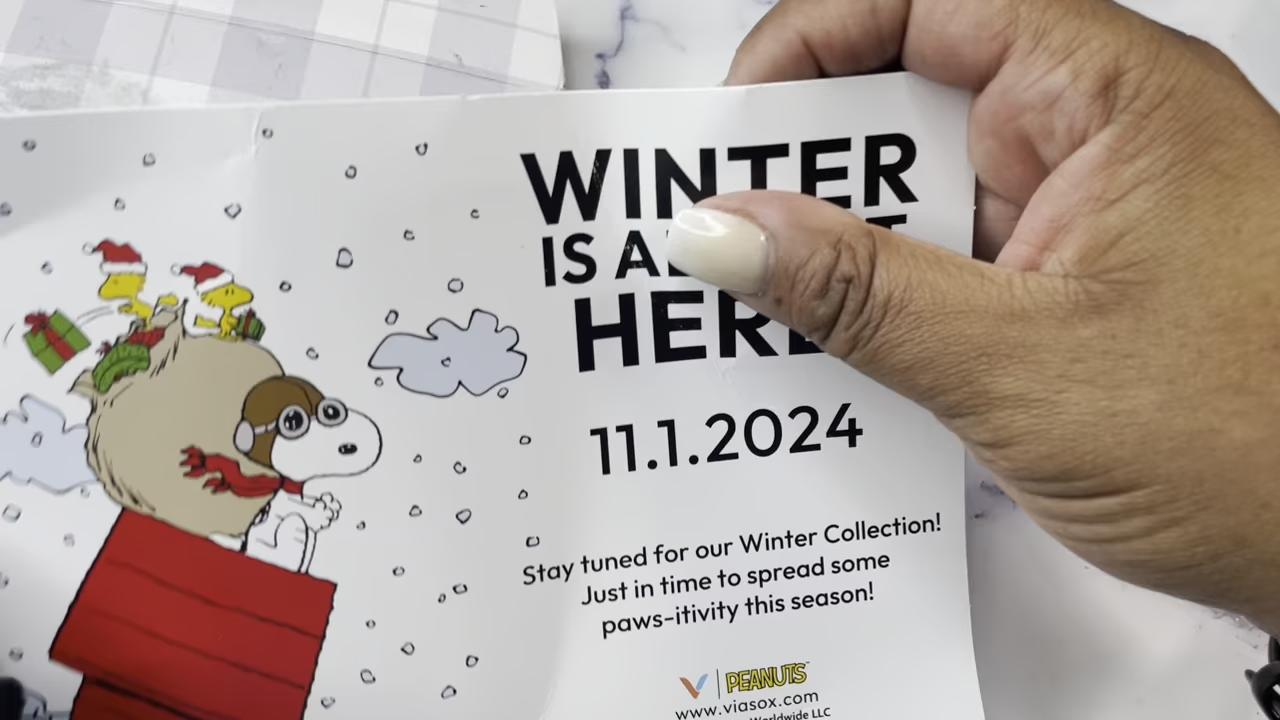 WINTER
IS
HERE
11.1.2024
Stay tuned for our Winter Collection!
Just in time to spread some
paws-itivity this season!
PEANUTS
www.viasox.com
Worldwide LLC